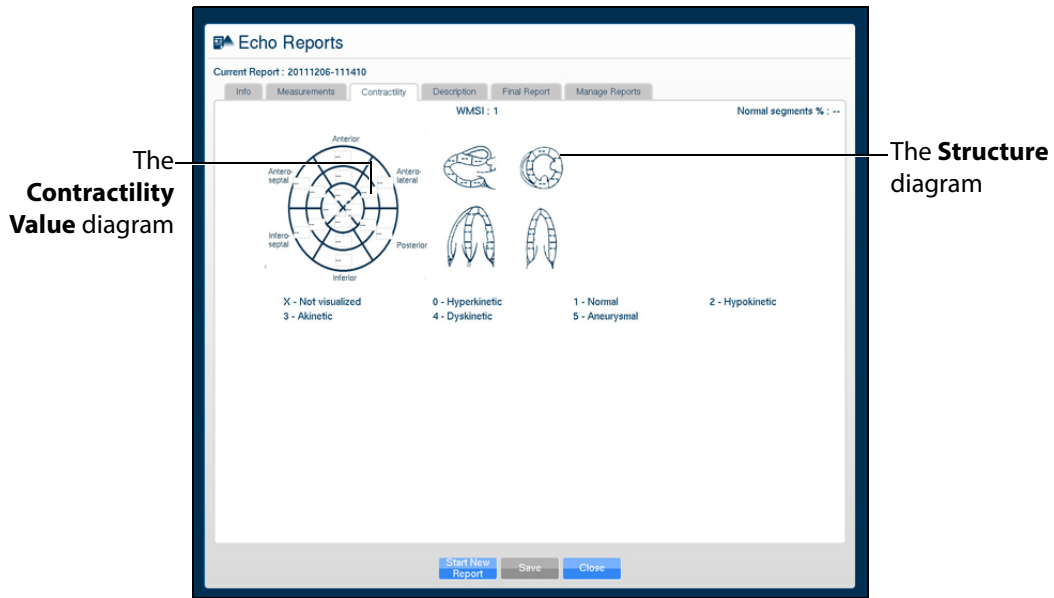 Echo Reports
Current Report : 20111206-111410
Info Measurements Contractility Description Final Report Manage Reports
WMSI : 1 Normal segments % : --
The
Contractility
Value diagram
The Structure
diagram
Anterior
Antero-
septal
Antero-
lateral
Infero-
septal
Posterior
Inferior
X - Not visualized 0 - Hyperkinetic 1 - Normal 2 - Hypokinetic
3 - Akinetic 4 - Dyskinetic 5 - Aneurysmal
Start New
Report
Save
Close